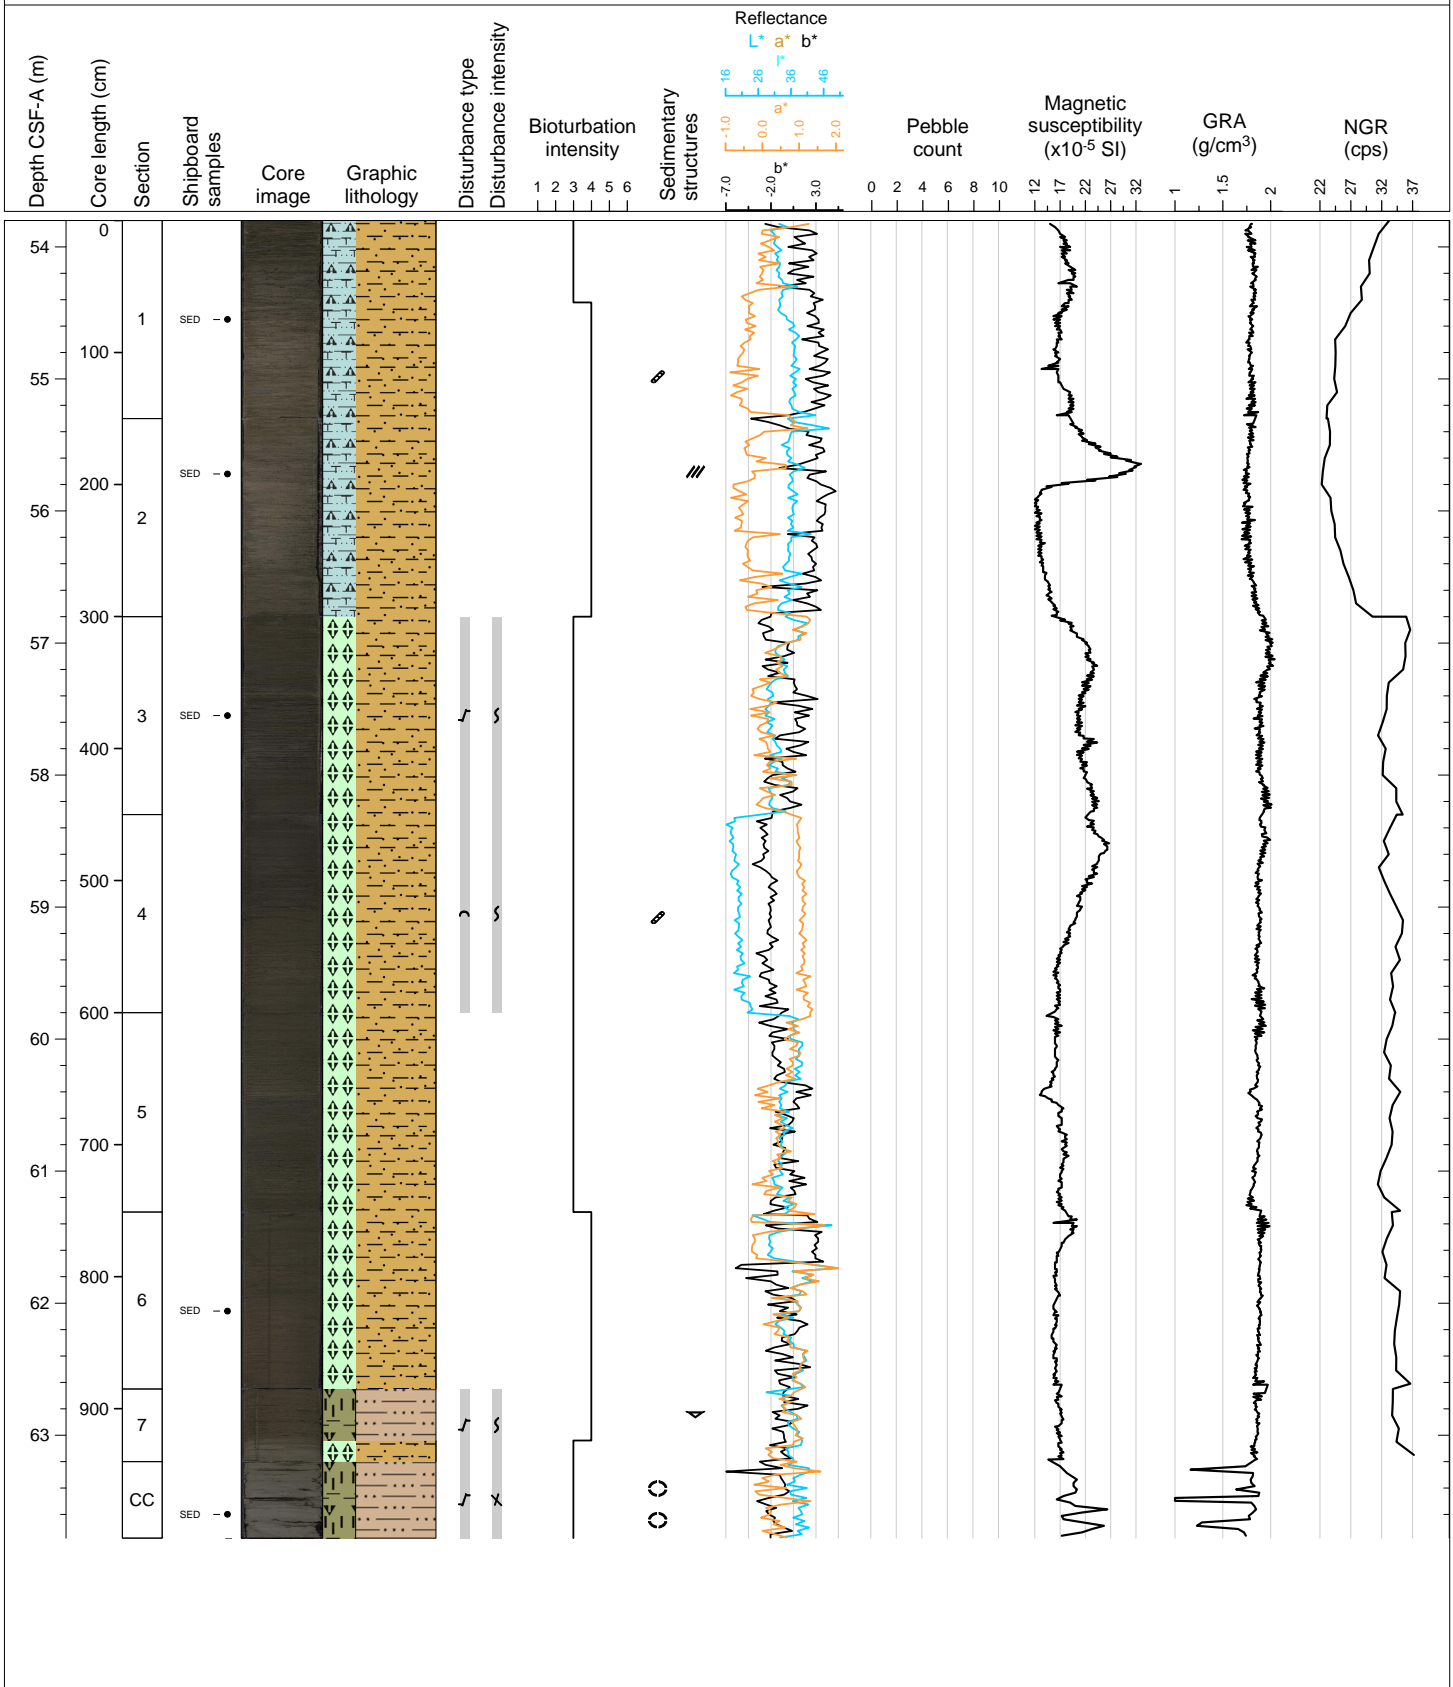 Depth CSF-A (m)
Core length (cm)
Section
Shipboard
samples
Core
image
Graphic
lithology
Disturbance type
Disturbance intensity
Bioturbation
intensity
1 2 3 4 5 6
Sedimentary
structures
Reflectance
L* a* b*
l*
16 26 36 46
a*
-1.0 0.0 1.0 2.0
b*
-7.0 -2.0 3.0
Pebble
count
0 2 4 6 8 10
Magnetic
susceptibility
(x10-5 SI)
12 17 22 27 32
GRA
(g/cm3)
1 1.5 2
NGR
(cps)
22 27 32 37
0
54
1
SED
100
55
SED
200
56
2
300
57
3
SED
400
58
500
59
4
600
60
5
700
61
800
62
6
SED
900
63
7
CC
SED